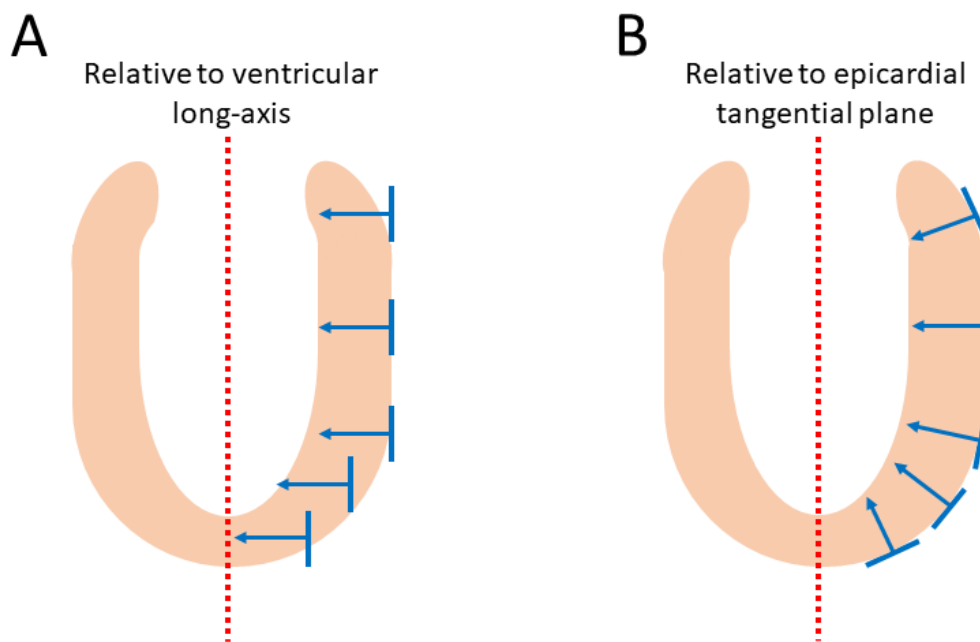 A
Relative to ventricular
long-axis
B
Relative to epicardial
tangential plane